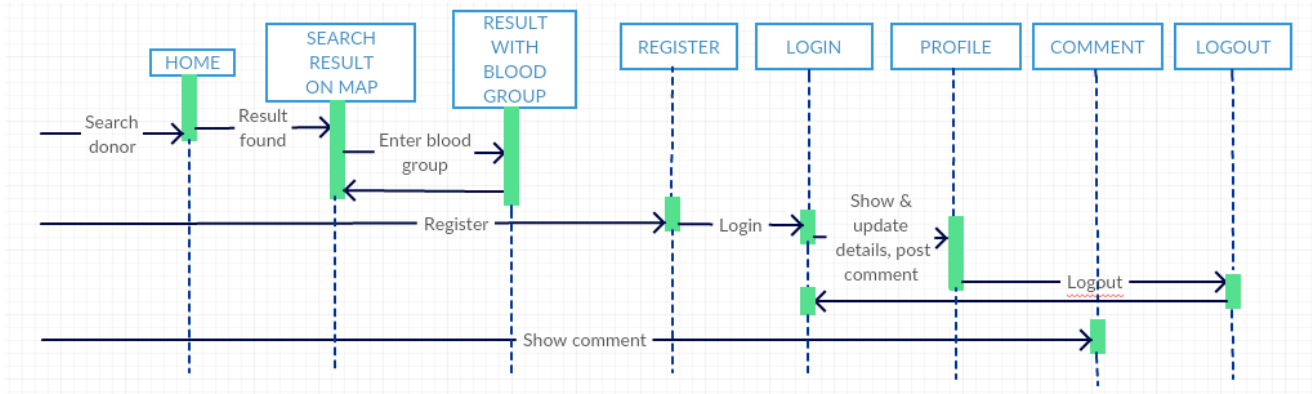 HOME
SEARCH
RESULT
ON MAP
RESULT
WITH
BLOOD
GROUP
REGISTER
LOGIN
PROFILE
COMMENT
LOGOUT
Search
donor
Result
found
Enter blood
group
Register
Login
Show &
update
details, post
comment
Logout
Show comment